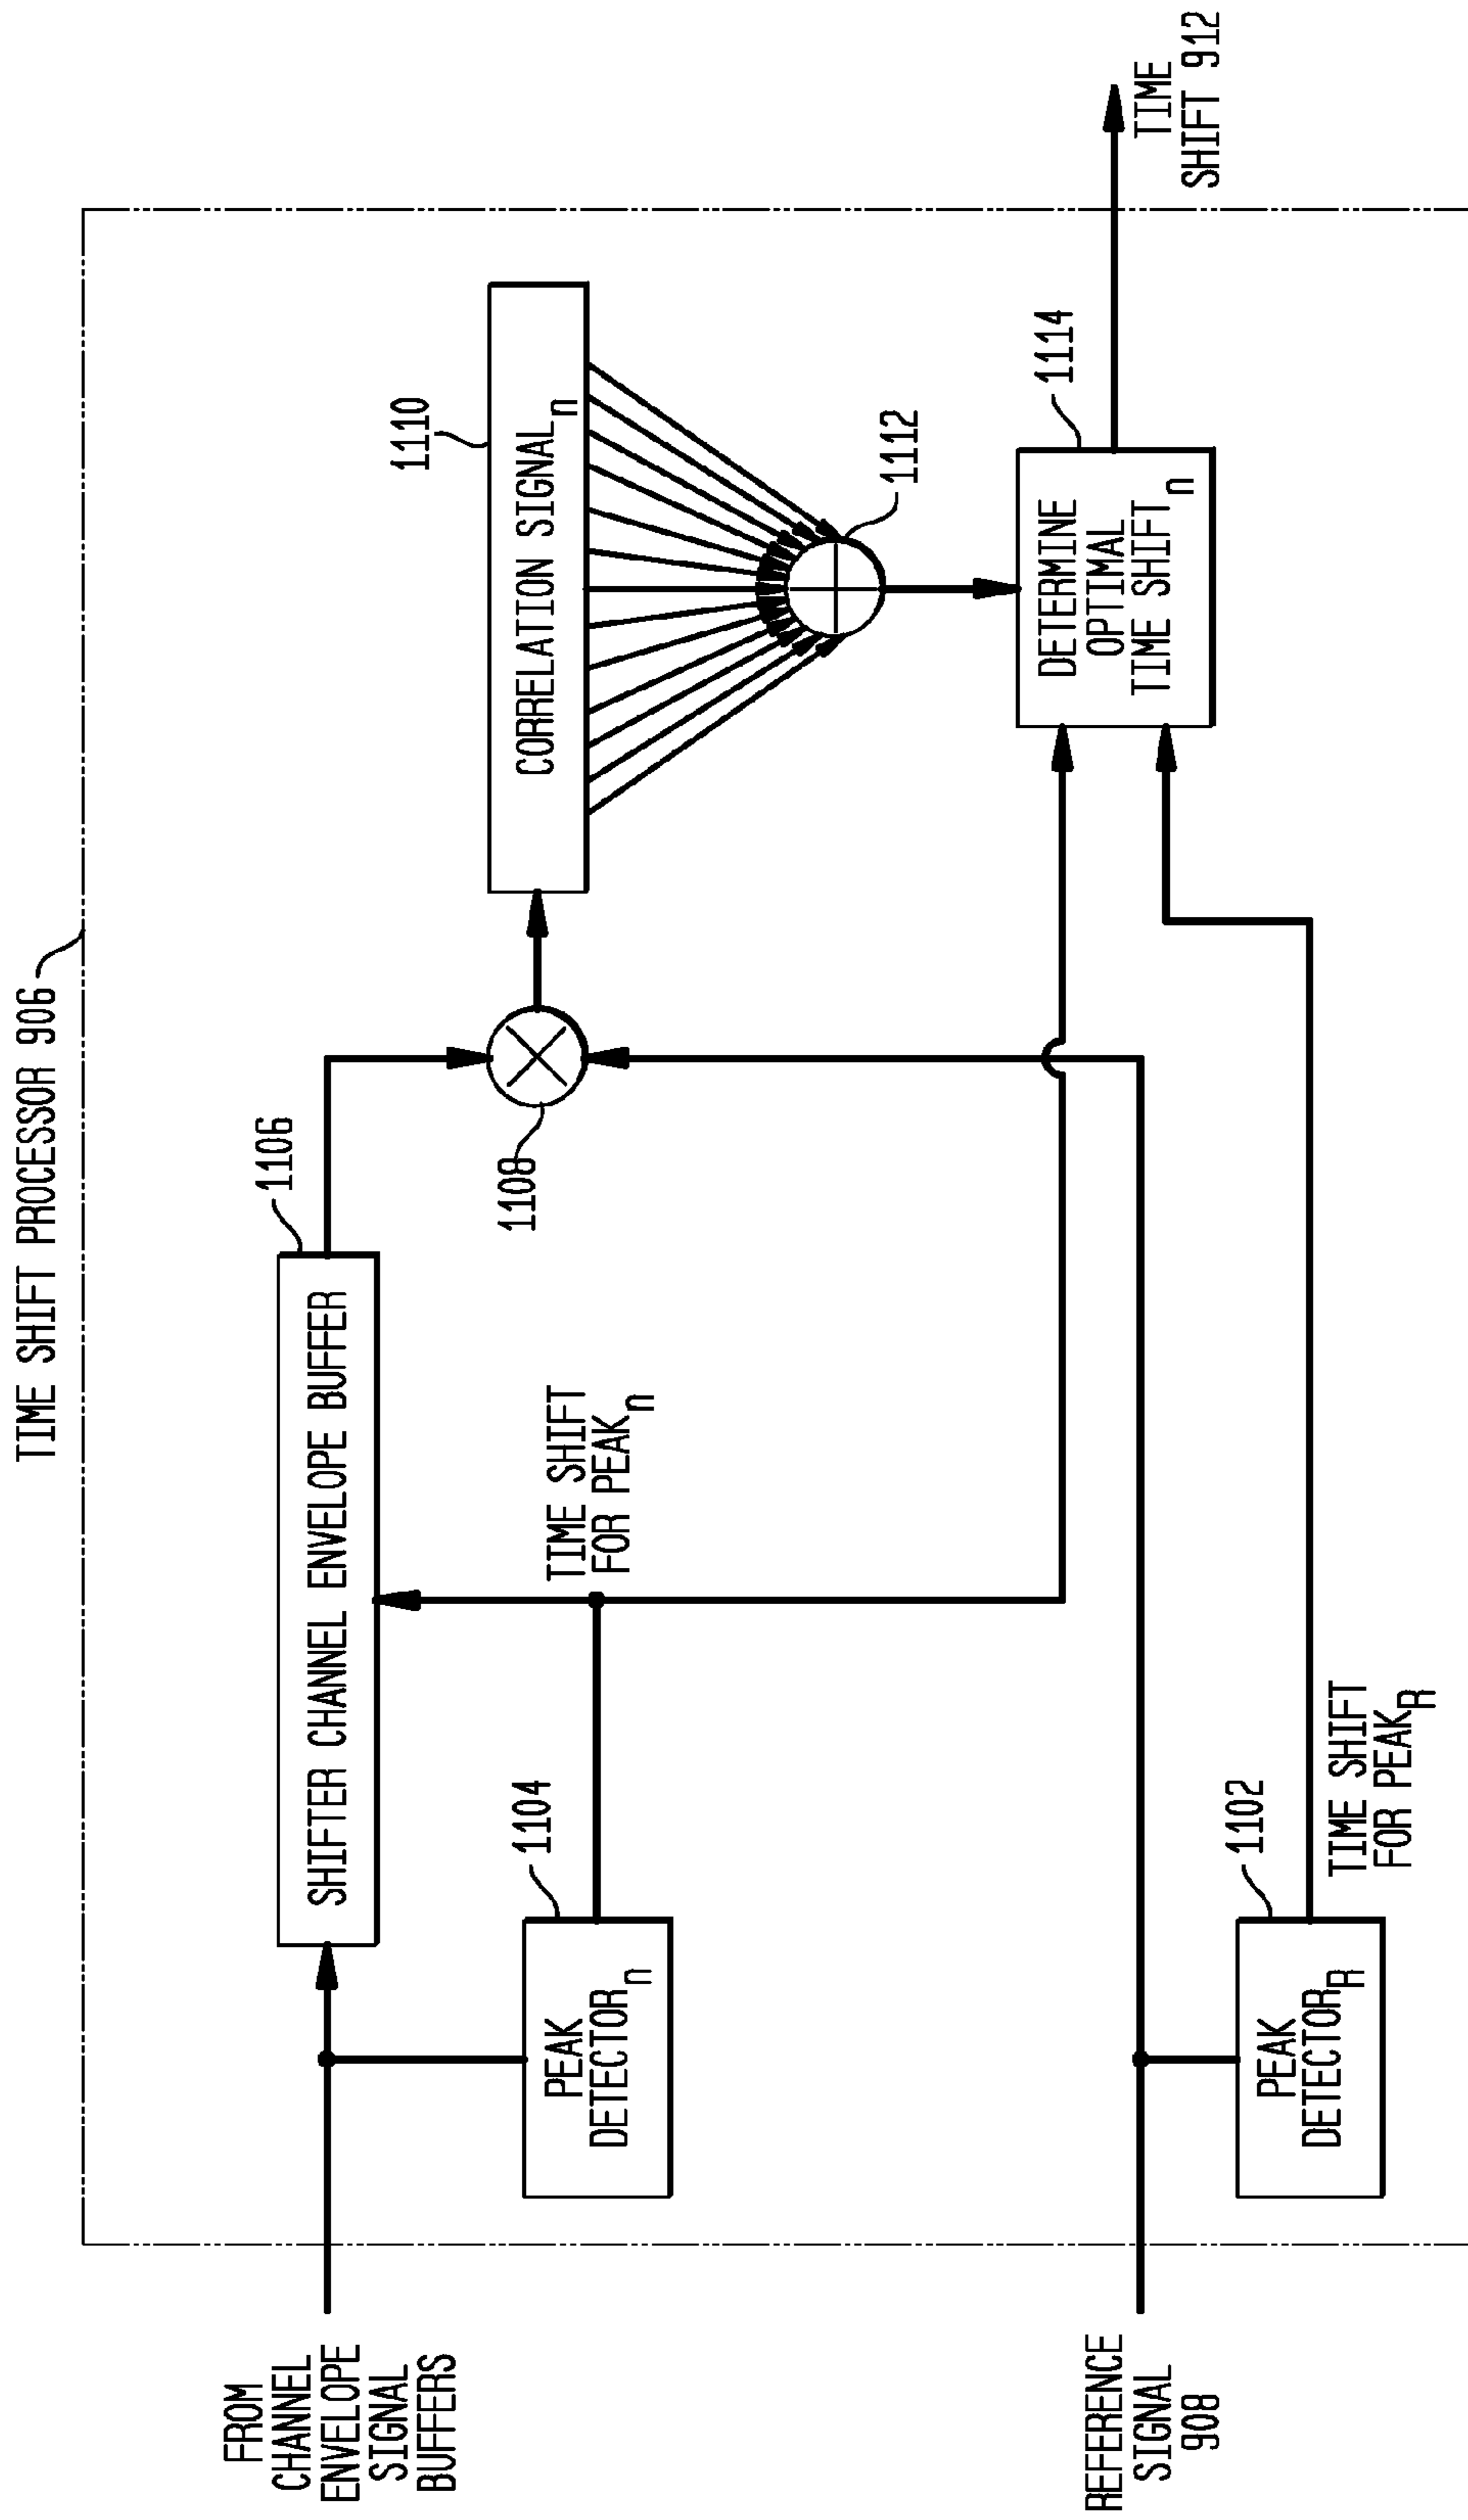 TIME SHIFT PROCESSOR 906
FROM
CHANNEL
ENVELOPE
SIGNAL
BUFFERS
SHIFTER CHANNEL ENVELOPE BUFFER
1106
PEAK
DETECTORn
1104
TIME SHIFT
FOR PEAKn
1108
1110
CORRELATION SIGNALn
1112
REFERENCE
SIGNAL
908
PEAK
DETECTORR
1102
TIME SHIFT
FOR PEAKR
DETERMINE
OPTIMAL
TIME SHIFTn
1114
TIME
SHIFT 912